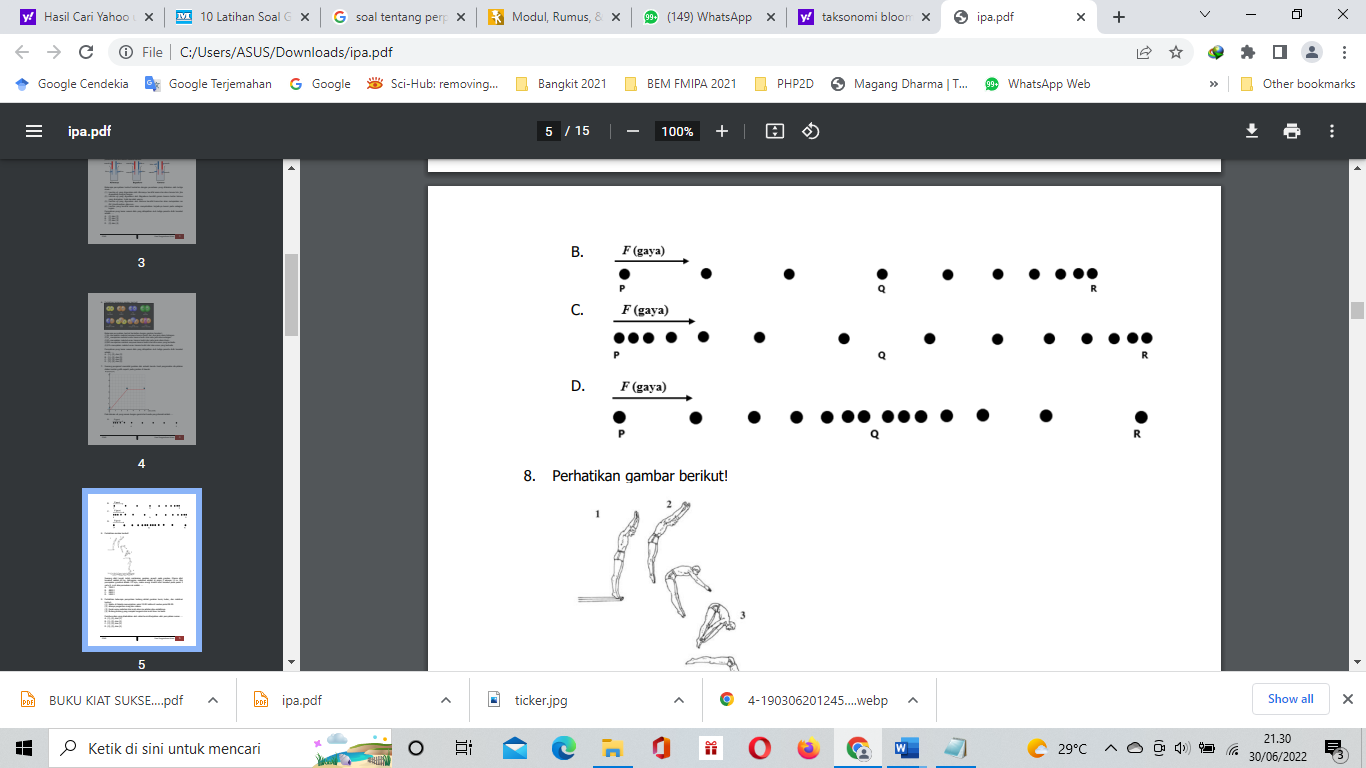 Hasil Cari Yahoo
10 Latihan Soal G
soal tentang perp
Modul, Rumus, &
(149) WhatsApp
taksonomi bloom
ipa.pdf
File
C:/Users/ASUS/Downloads/ipa.pdf
Google Cendekia
Google Terjemahan
Google
Sci-Hub: removing...
Bangkit 2021
BEM FMIPA 2021
PHP2D
Magang Dharma | T...
WhatsApp Web
»
Other bookmarks
ipa.pdf
5 / 15
100%
3
4
5
B. F (gaya)
P Q R
C. F (gaya)
P Q R
D. F (gaya)
P Q R
8. Perhatikan gambar berikut!
1
2
3
BUKU KIAT SUKSE....pdf
ipa.pdf
ticker.jpg
4-190306201245....webp
Show all
Ketik di sini untuk mencari
29°C
21.30
30/06/2022
3